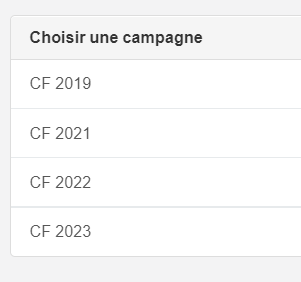 Choisir une campagne
CF 2019
CF 2021
CF 2022
CF 2023